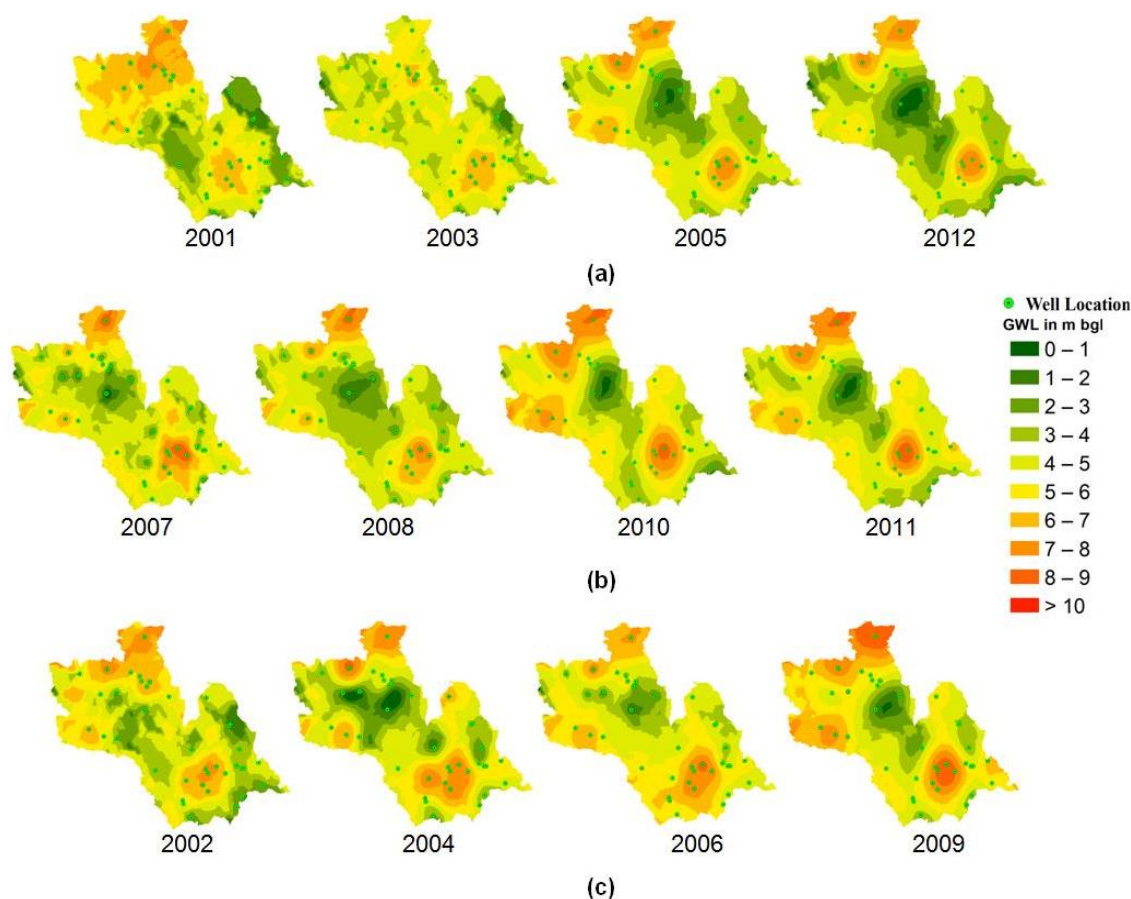 2001 2003 2005 2012
(a)
Well Location
GWL in m bgl
0 – 1
1 – 2
2 – 3
3 – 4
4 – 5
5 – 6
6 – 7
7 – 8
8 – 9
> 10
2007 2008 2010 2011
(b)
2002 2004 2006 2009
(c)